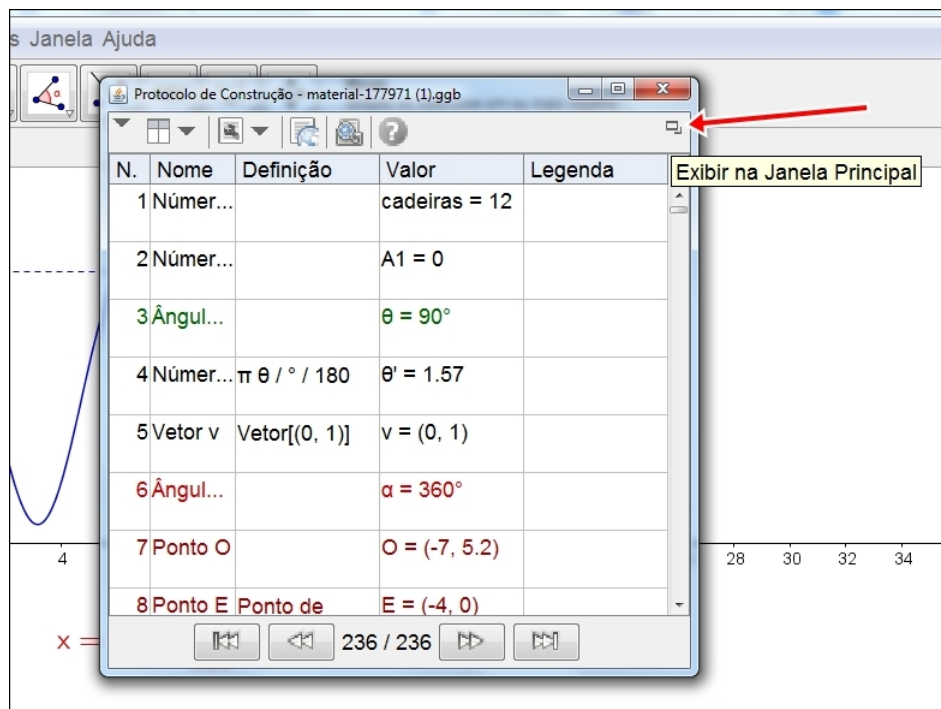 s Janela Ajuda
Protocolo de Construção - material-177971 (1).ggb
Exibir na Janela Principal
N. Nome Definição Valor Legenda
1 Númer... cadeiras = 12
2 Númer... A1 = 0
3 Ângul... θ = 90°
4 Númer... π θ / ° / 180 θ' = 1.57
5 Vetor v Vetor[(0, 1)] v = (0, 1)
6 Ângul... α = 360°
7 Ponto O O = (-7, 5.2)
8 Ponto E Ponto de E = (-4, 0)
4 28 30 32 34
236 / 236
x =